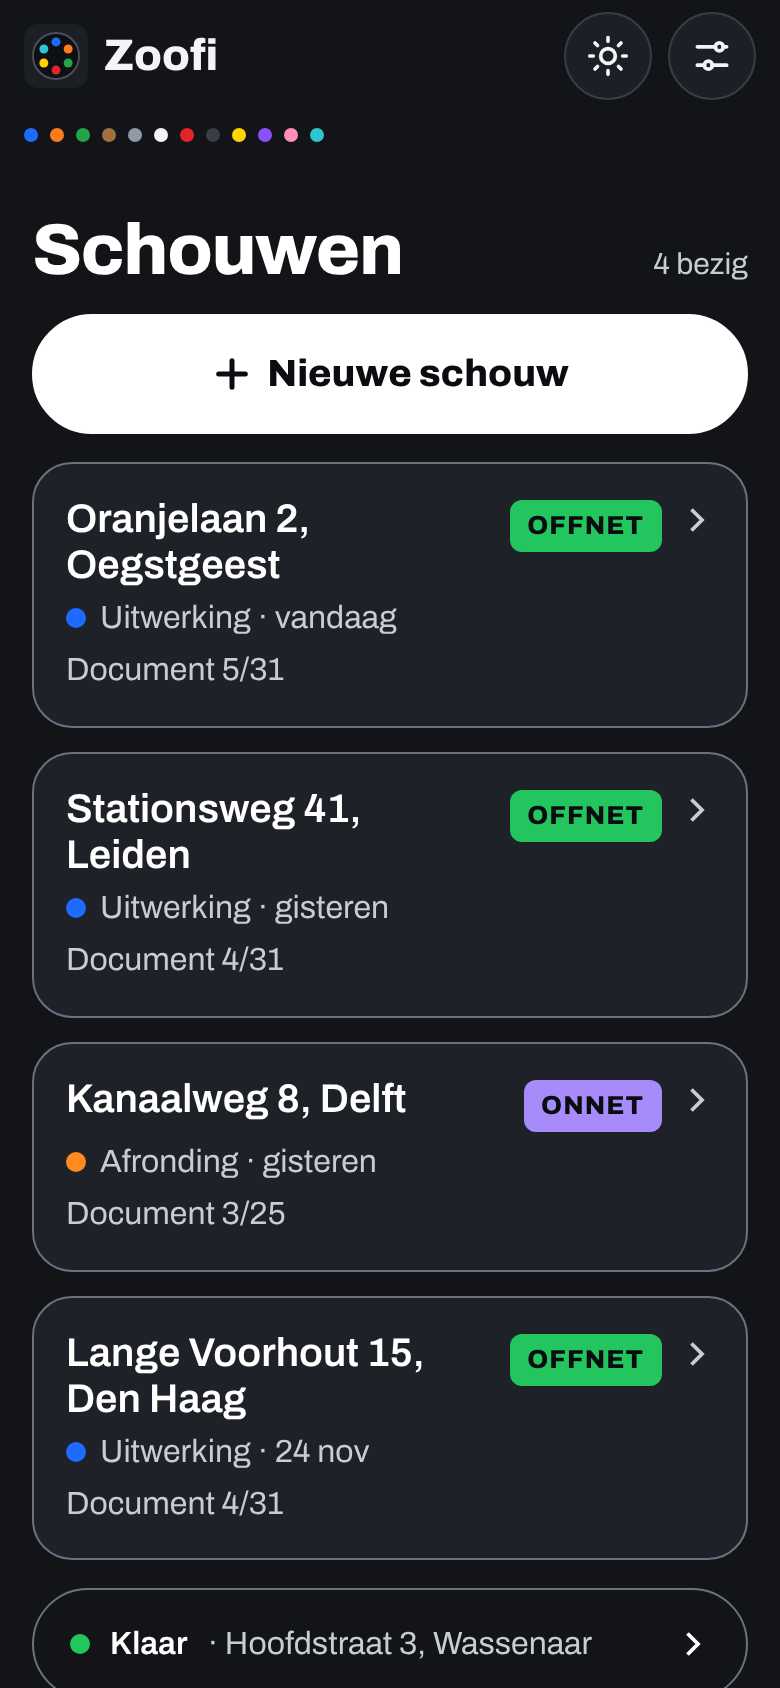 Zoofi
Schouwen
4 bezig
Nieuwe schouw
Oranjelaan 2,
Oegstgeest
OFFNET
Uitwerking · vandaag
Document 5/31
Stationsweg 41,
Leiden
OFFNET
Uitwerking · gisteren
Document 4/31
Kanaalweg 8, Delft
ONNET
Afronding · gisteren
Document 3/25
Lange Voorhout 15,
Den Haag
OFFNET
Uitwerking · 24 nov
Document 4/31
Klaar · Hoofdstraat 3, Wassenaar